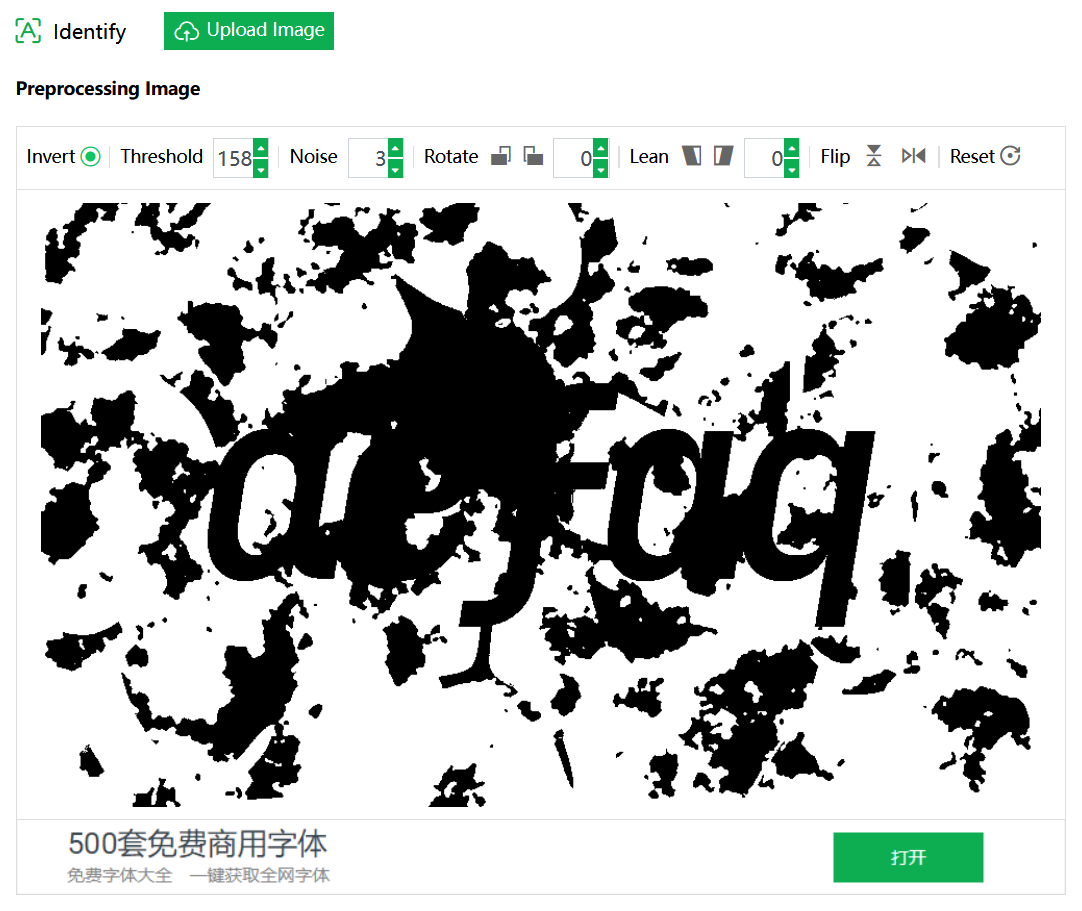 Identify
Upload Image
Preprocessing Image
Invert Threshold 158 Noise 3 Rotate 0 Lean 0 Flip Reset
aefaq
500套免费商用字体
免费字体大全 一键获取全网字体
打开